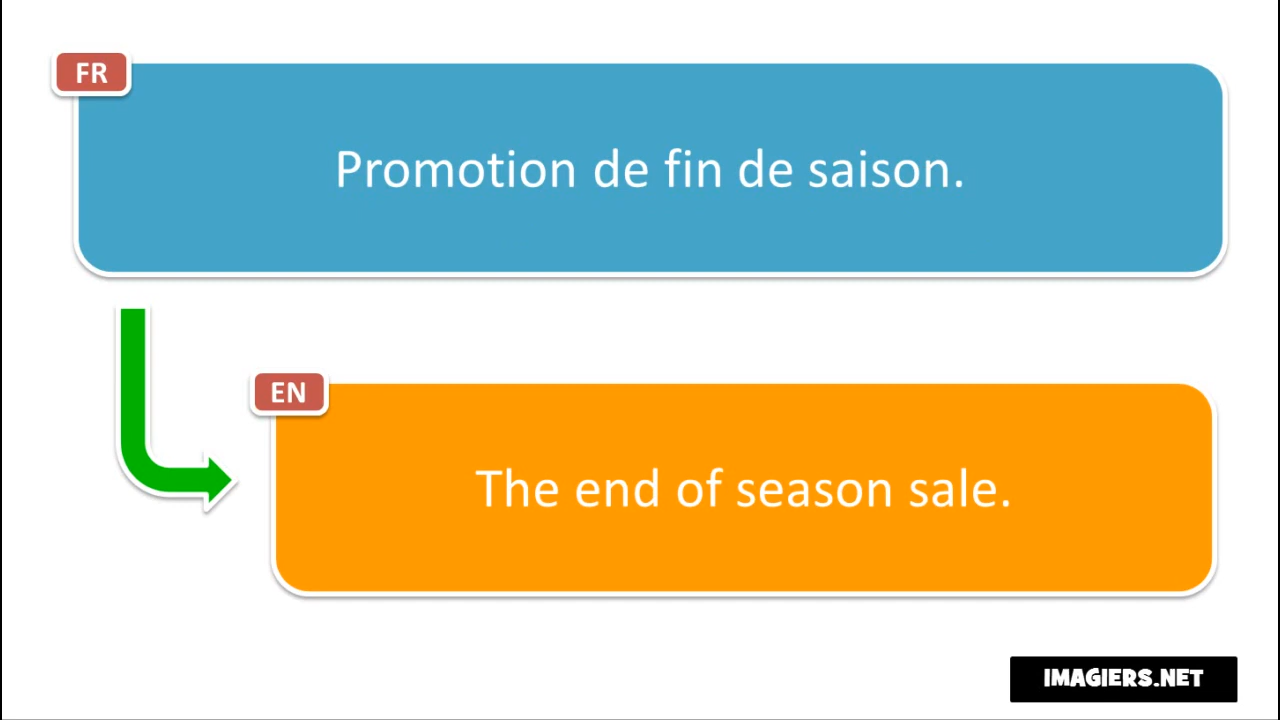 FR
Promotion de fin de saison.
EN
The end of season sale.
IMAGIERS.NET